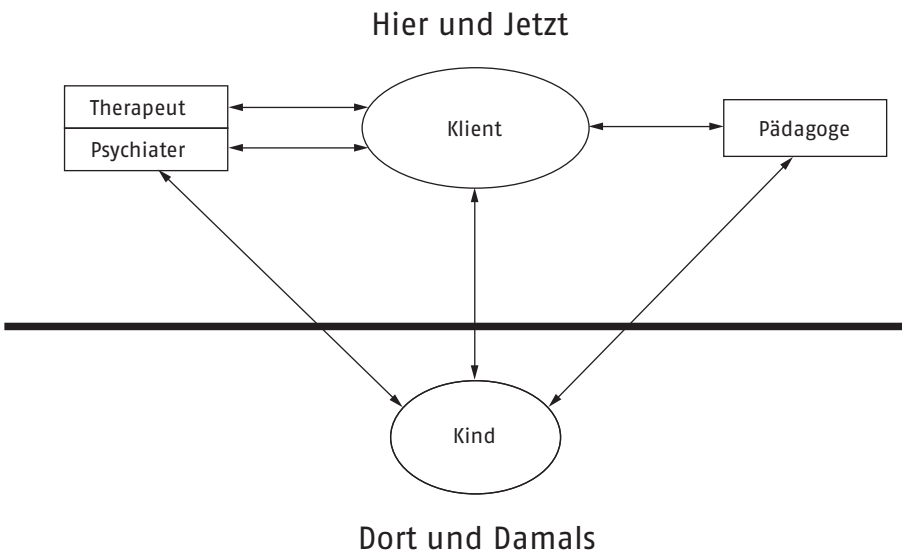 Hier und Jetzt
Therapeut
Psychiater
Klient
Pädagoge
Kind
Dort und Damals